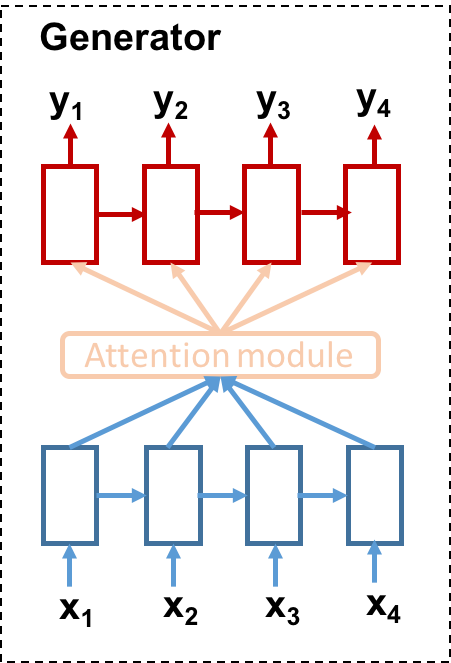 Generator
y₁ y₂ y₃ y₄
Attention module
x₁ x₂ x₃ x₄